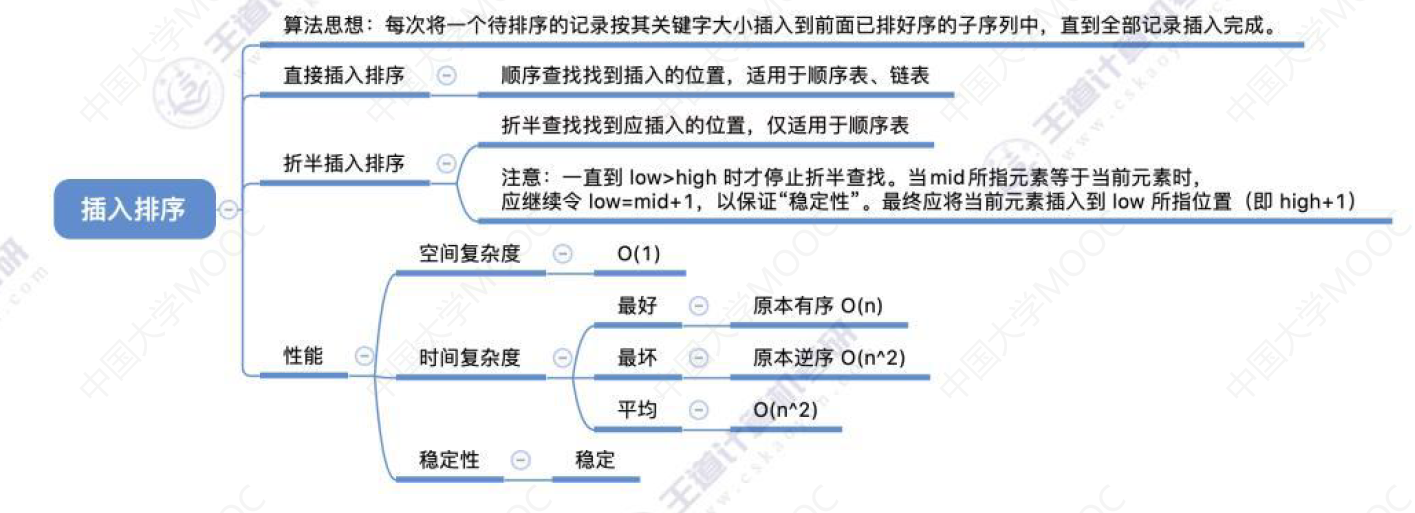 算法思想：每次将一个待排序的记录按其关键字大小插入到前面已排好序的子序列中，直到全部记录插入完成。
直接插入排序
顺序查找找到插入的位置，适用于顺序表、链表
折半插入排序
折半查找找到应插入的位置，仅适用于顺序表
注意：一直到 low>high 时才停止折半查找。当mid所指元素等于当前元素时，
应继续令 low=mid+1，以保证“稳定性”。最终应将当前元素插入到 low 所指位置（即 high+1）
插入排序
性能
空间复杂度
O(1)
时间复杂度
最好
原本有序 O(n)
最坏
原本逆序 O(n^2)
平均
O(n^2)
稳定性
稳定
中国大学MOOC
王道计算机考研
www.cskaoyan.com